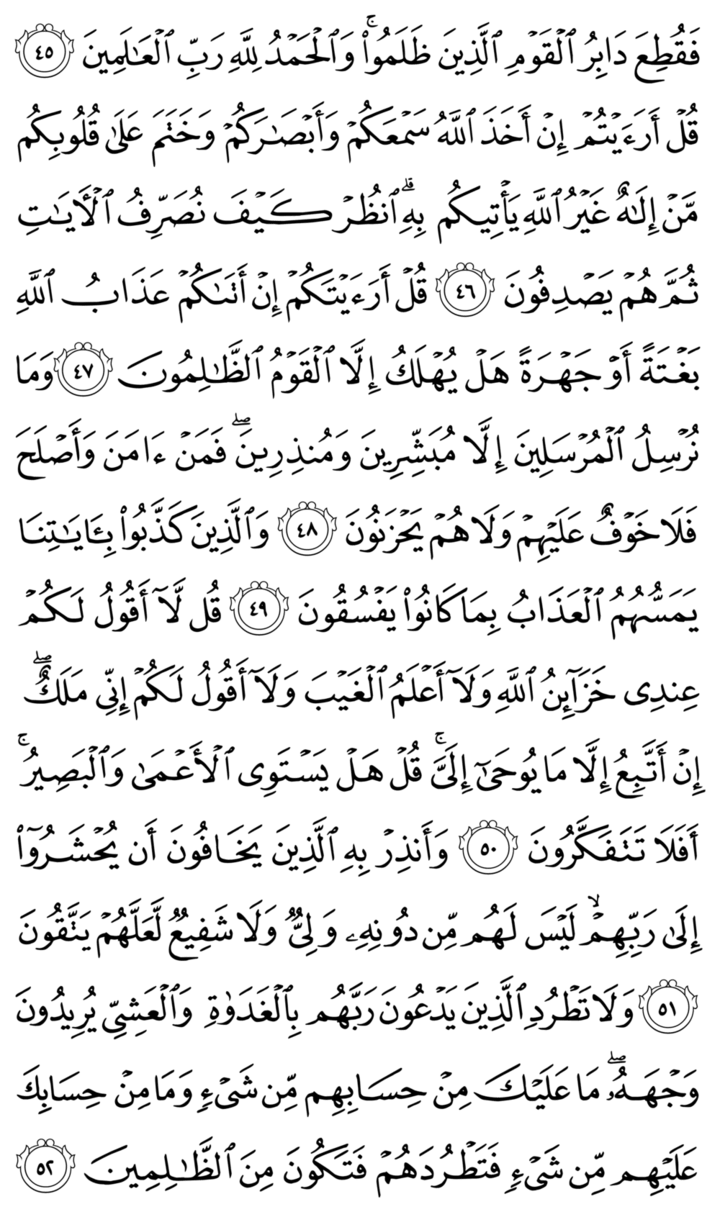 فَقُطِعَ دَابِرُ ٱلۡقَوۡمِ ٱلَّذِينَ ظَلَمُواْۚ وَٱلۡحَمۡدُ لِلَّهِ رَبِّ ٱلۡعَٰلَمِينَ ٤٥
قُلۡ أَرَءَيۡتُمۡ إِنۡ أَخَذَ ٱللَّهُ سَمۡعَكُمۡ وَأَبۡصَٰرَكُمۡ وَخَتَمَ عَلَىٰ قُلُوبِكُم
مَّنۡ إِلَٰهٌ غَيۡرُ ٱللَّهِ يَأۡتِيكُم بِهِۗ ٱنظُرۡ كَيۡفَ نُصَرِّفُ ٱلۡأٓيَٰتِ
ثُمَّ هُمۡ يَصۡدِفُونَ ٤٦ قُلۡ أَرَءَيۡتَكُمۡ إِنۡ أَتَىٰكُمۡ عَذَابُ ٱللَّهِ
بَغۡتَةً أَوۡ جَهۡرَةً هَلۡ يُهۡلَكُ إِلَّا ٱلۡقَوۡمُ ٱلظَّٰلِمُونَ ٤٧ وَمَا
نُرۡسِلُ ٱلۡمُرۡسَلِينَ إِلَّا مُبَشِّرِينَ وَمُنذِرِينَۖ فَمَنۡ ءَامَنَ وَأَصۡلَحَ
فَلَا خَوۡفٌ عَلَيۡهِمۡ وَلَا هُمۡ يَحۡزَنُونَ ٤٨ وَٱلَّذِينَ كَذَّبُواْ بِـَٔايَٰتِنَا
يَمَسُّهُمُ ٱلۡعَذَابُ بِمَا كَانُواْ يَفۡسُقُونَ ٤٩ قُل لَّآ أَقُولُ لَكُمۡ
عِندِي خَزَآئِنُ ٱللَّهِ وَلَآ أَعۡلَمُ ٱلۡغَيۡبَ وَلَآ أَقُولُ لَكُمۡ إِنِّي مَلَكٌۖ
إِنۡ أَتَّبِعُ إِلَّا مَا يُوحَىٰٓ إِلَيَّۚ قُلۡ هَلۡ يَسۡتَوِي ٱلۡأَعۡمَىٰ وَٱلۡبَصِيرُۚ
أَفَلَا تَتَفَكَّرُونَ ٥٠ وَأَنذِرۡ بِهِ ٱلَّذِينَ يَخَافُونَ أَن يُحۡشَرُوٓاْ
إِلَىٰ رَبِّهِمۡۙ لَيۡسَ لَهُم مِّن دُونِهِۦ وَلِيٌّ وَلَا شَفِيعٌ لَّعَلَّهُمۡ يَتَّقُونَ
٥١ وَلَا تَطۡرُدِ ٱلَّذِينَ يَدۡعُونَ رَبَّهُم بِٱلۡغَدَوٰةِ وَٱلۡعَشِيِّ يُرِيدُونَ
وَجۡهَهُۥۖ مَا عَلَيۡكَ مِنۡ حِسَابِهِم مِّن شَيۡءٖ وَمَا مِنۡ حِسَابِكَ
عَلَيۡهِم مِّن شَيۡءٖ فَتَطۡرُدَهُمۡ فَتَكُونَ مِنَ ٱلظَّٰلِمِينَ ٥٢